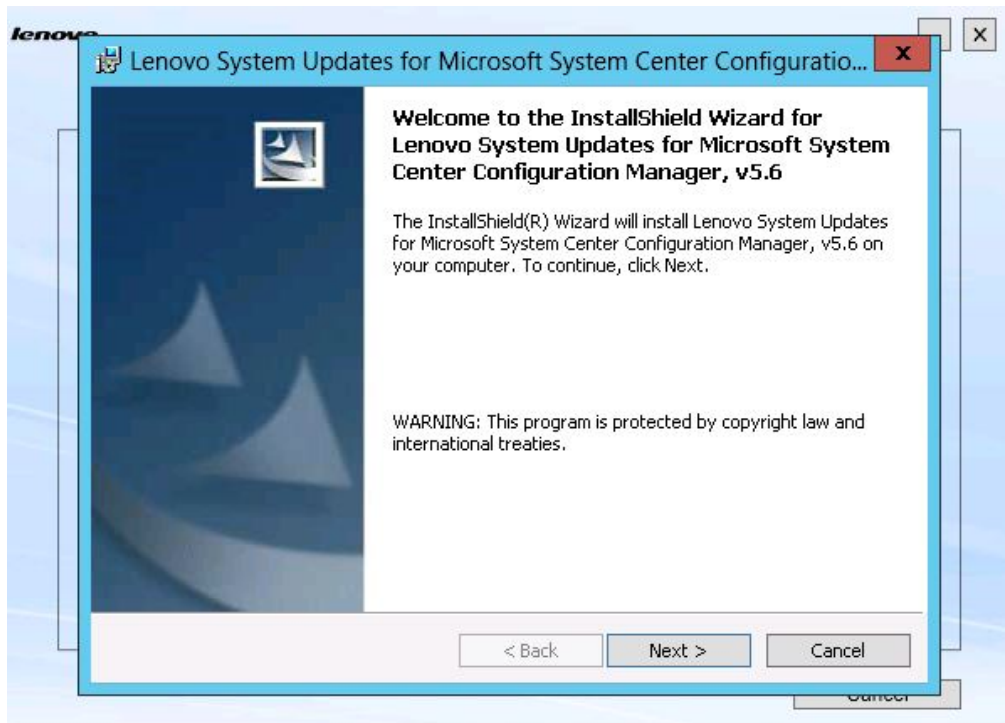 Lenovo System Updates for Microsoft System Center Configuratio...
x
X
Welcome to the InstallShield Wizard for
Lenovo System Updates for Microsoft System
Center Configuration Manager, v5.6
The InstallShield(R) Wizard will install Lenovo System Updates
for Microsoft System Center Configuration Manager, v5.6 on
your computer. To continue, click Next.
WARNING: This program is protected by copyright law and
international treaties.
< Back
Next >
Cancel